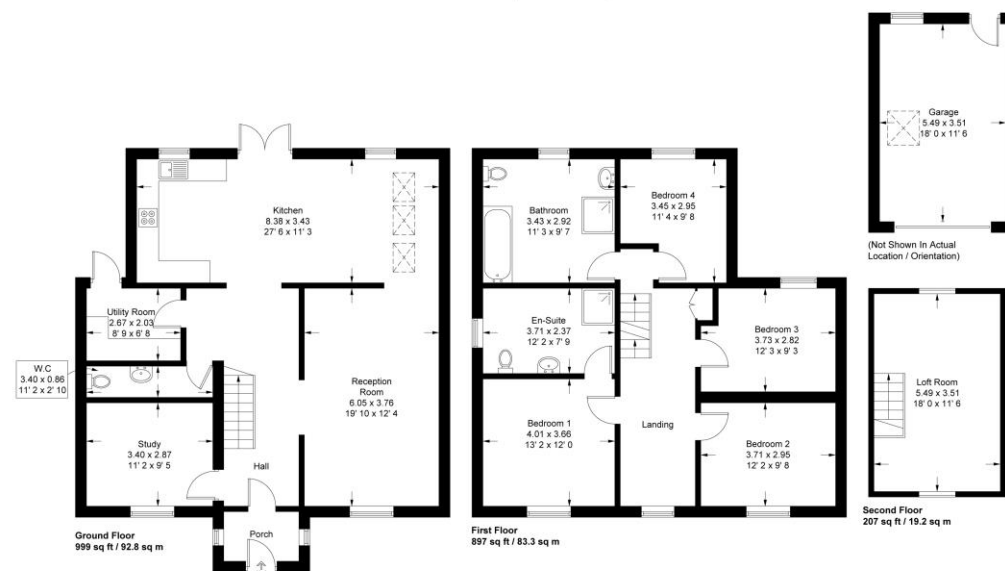 Kitchen
8.38 x 3.43
27' 6 x 11' 3
Utility Room
2.67 x 2.03
8' 9 x 6' 8
W.C
3.40 x 0.86
11' 2 x 2' 10
Study
3.40 x 2.87
11' 2 x 9' 5
Reception
Room
6.05 x 3.76
19' 10 x 12' 4
Hall
Porch
Ground Floor
999 sq ft / 92.8 sq m
Bathroom
3.43 x 2.92
11' 3 x 9' 7
Bedroom 4
3.45 x 2.95
11' 4 x 9' 8
En-Suite
3.71 x 2.37
12' 2 x 7' 9
Bedroom 3
3.73 x 2.82
12' 3 x 9' 3
Bedroom 1
4.01 x 3.66
13' 2 x 12' 0
Landing
Bedroom 2
3.71 x 2.95
12' 2 x 9' 8
First Floor
897 sq ft / 83.3 sq m
Garage
5.49 x 3.51
18' 0 x 11' 6
(Not Shown In Actual
Location / Orientation)
Loft Room
5.49 x 3.51
18' 0 x 11' 6
Second Floor
207 sq ft / 19.2 sq m